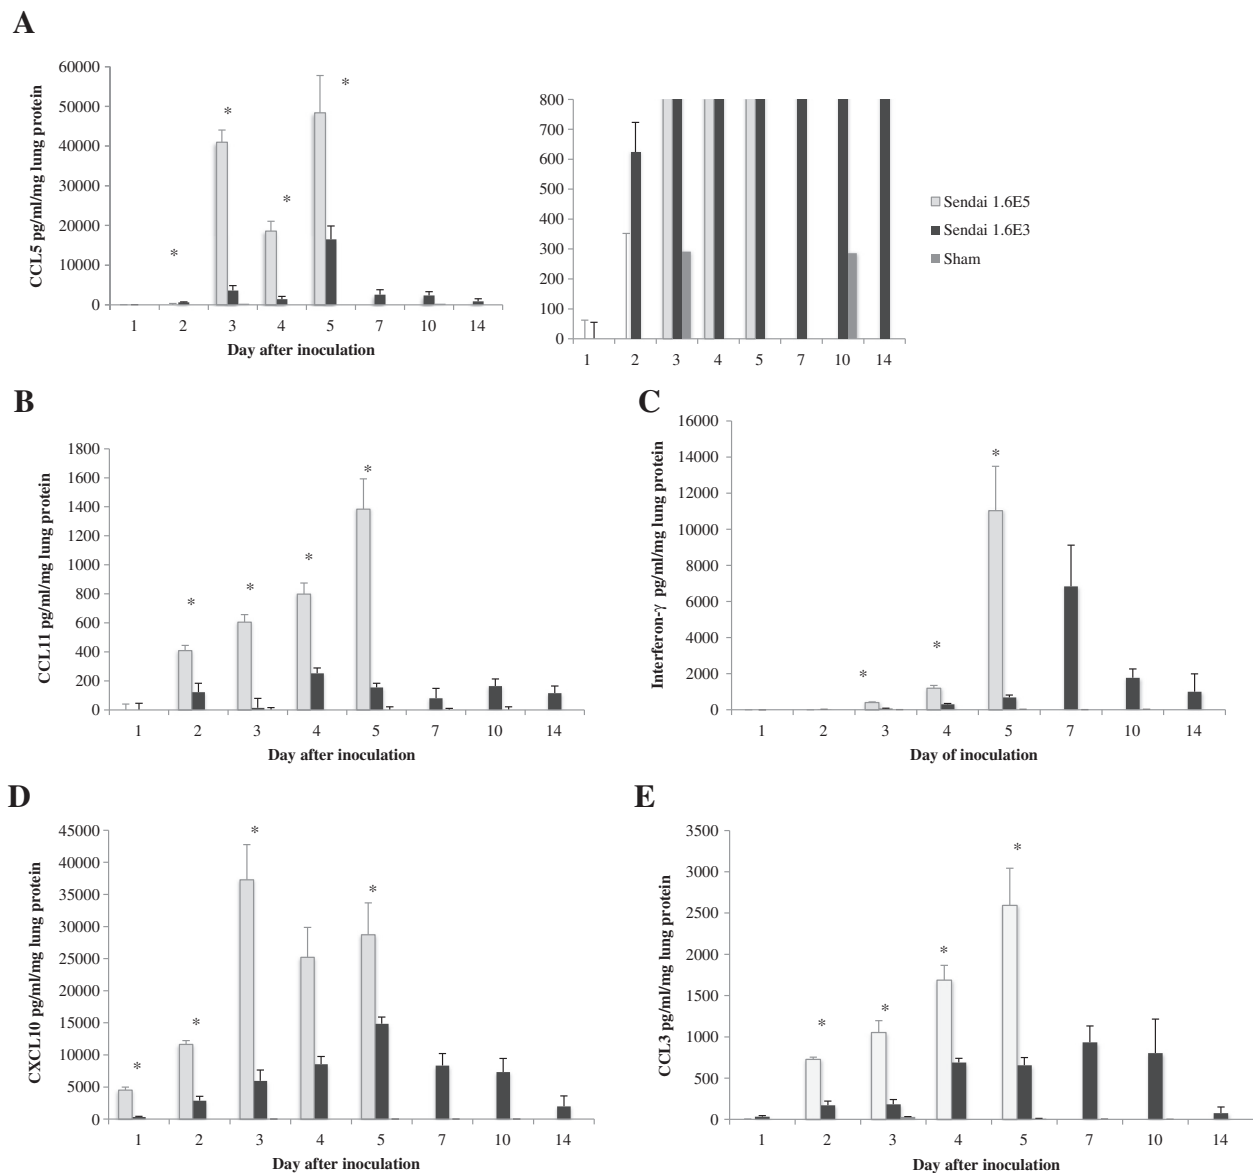 A
CCL5 pg/ml/mg lung protein
60000
50000
40000
30000
20000
10000
0
* * * *
1 2 3 4 5 7 10 14
Day after inoculation
800
700
600
500
400
300
200
100
0
1 2 3 4 5 7 10 14
Sendai 1.6E5
Sendai 1.6E3
Sham
B
CCL11 pg/ml/mg lung protein
1800
1600
1400
1200
1000
800
600
400
200
0
* * * *
1 2 3 4 5 7 10 14
Day after inoculation
C
Interferon-γ pg/ml/mg lung protein
16000
14000
12000
10000
8000
6000
4000
2000
0
* * *
1 2 3 4 5 7 10 14
Day of inoculation
D
CXCL10 pg/ml/mg lung protein
45000
40000
35000
30000
25000
20000
15000
10000
5000
0
* * * *
1 2 3 4 5 7 10 14
Day after inoculation
E
CCL3 pg/ml/mg lung protein
3500
3000
2500
2000
1500
1000
500
0
* * * *
1 2 3 4 5 7 10 14
Day after inoculation